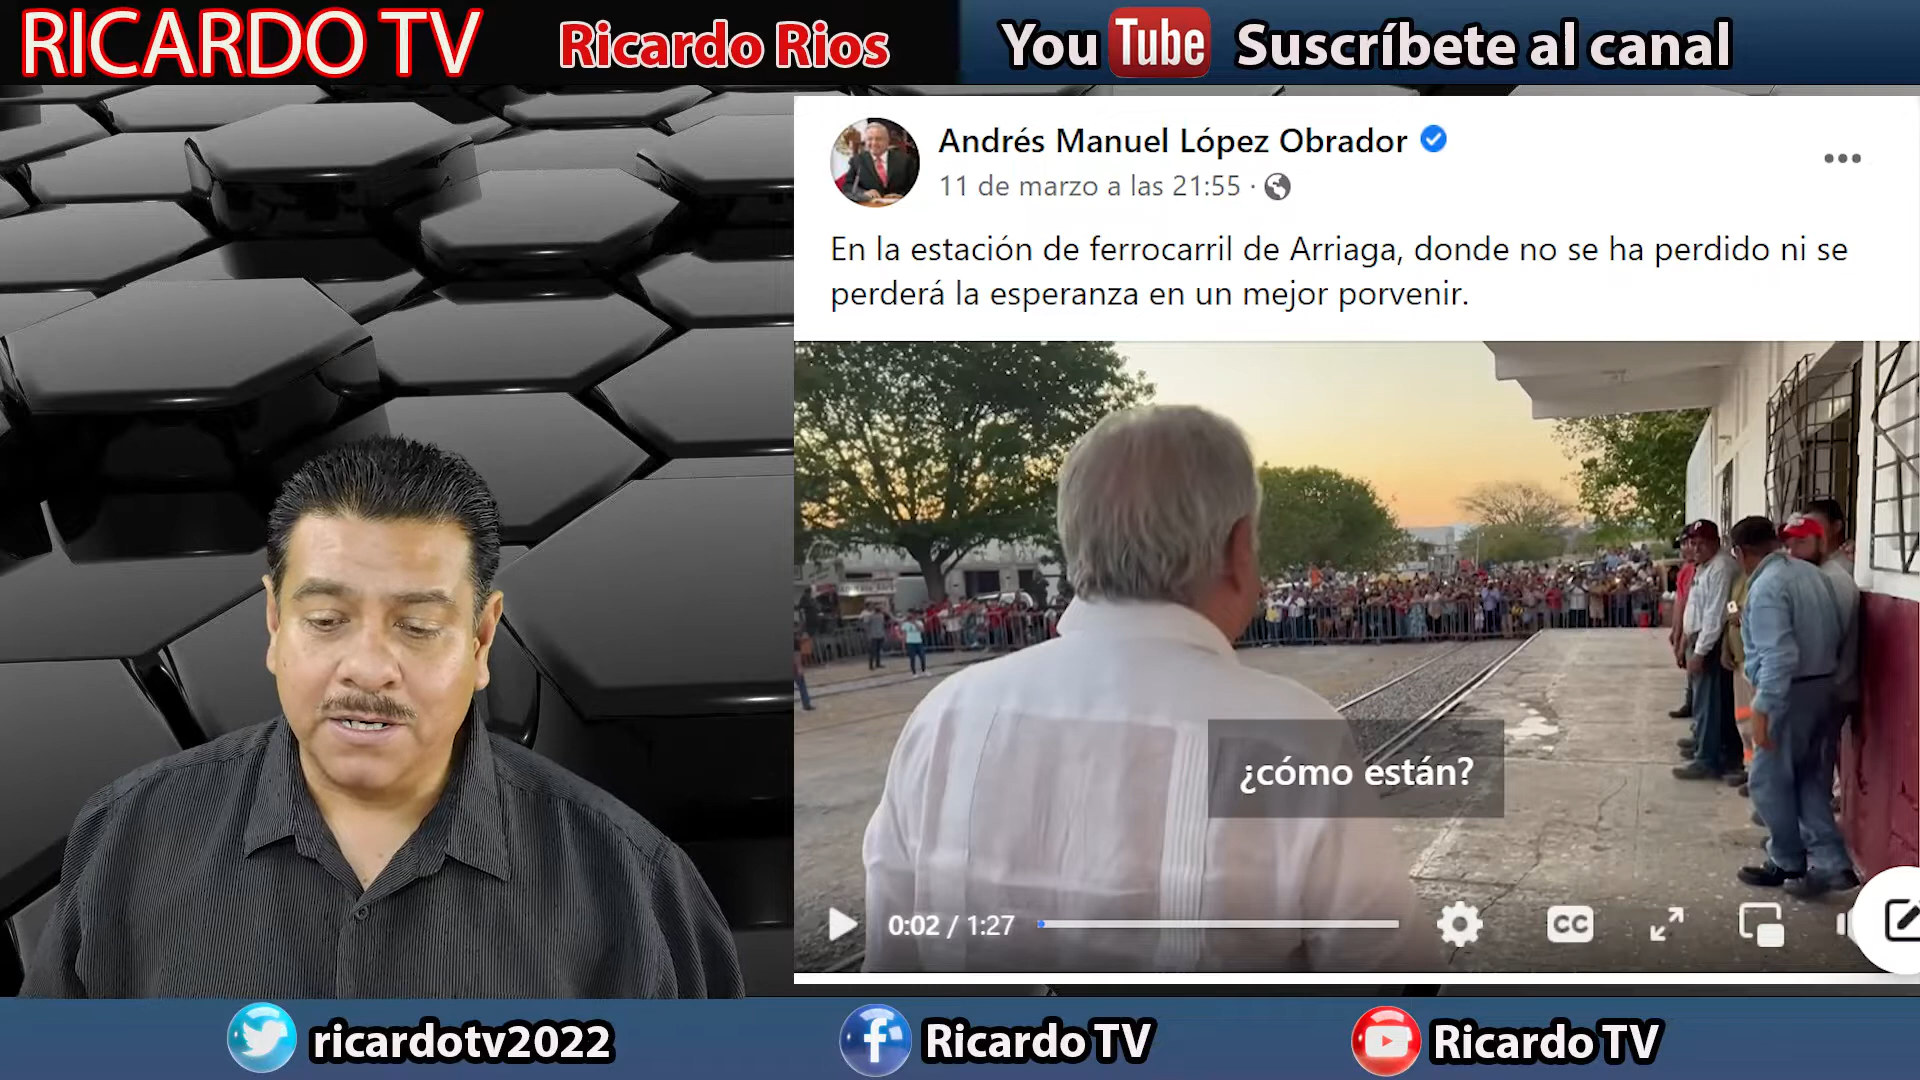 RICARDO TV
Ricardo Rios
You Tube Suscríbete al canal
Andrés Manuel López Obrador
11 de marzo a las 21:55 ·
En la estación de ferrocarril de Arriaga, donde no se ha perdido ni se
perderá la esperanza en un mejor porvenir.
¿cómo están?
0:02 / 1:27
CC
ricardotv2022
Ricardo TV
Ricardo TV